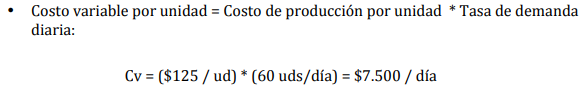 • Costo variable por unidad = Costo de producción por unidad * Tasa de demanda
diaria:
Cv = ($125 / ud) * (60 uds/día) = $7.500 / día